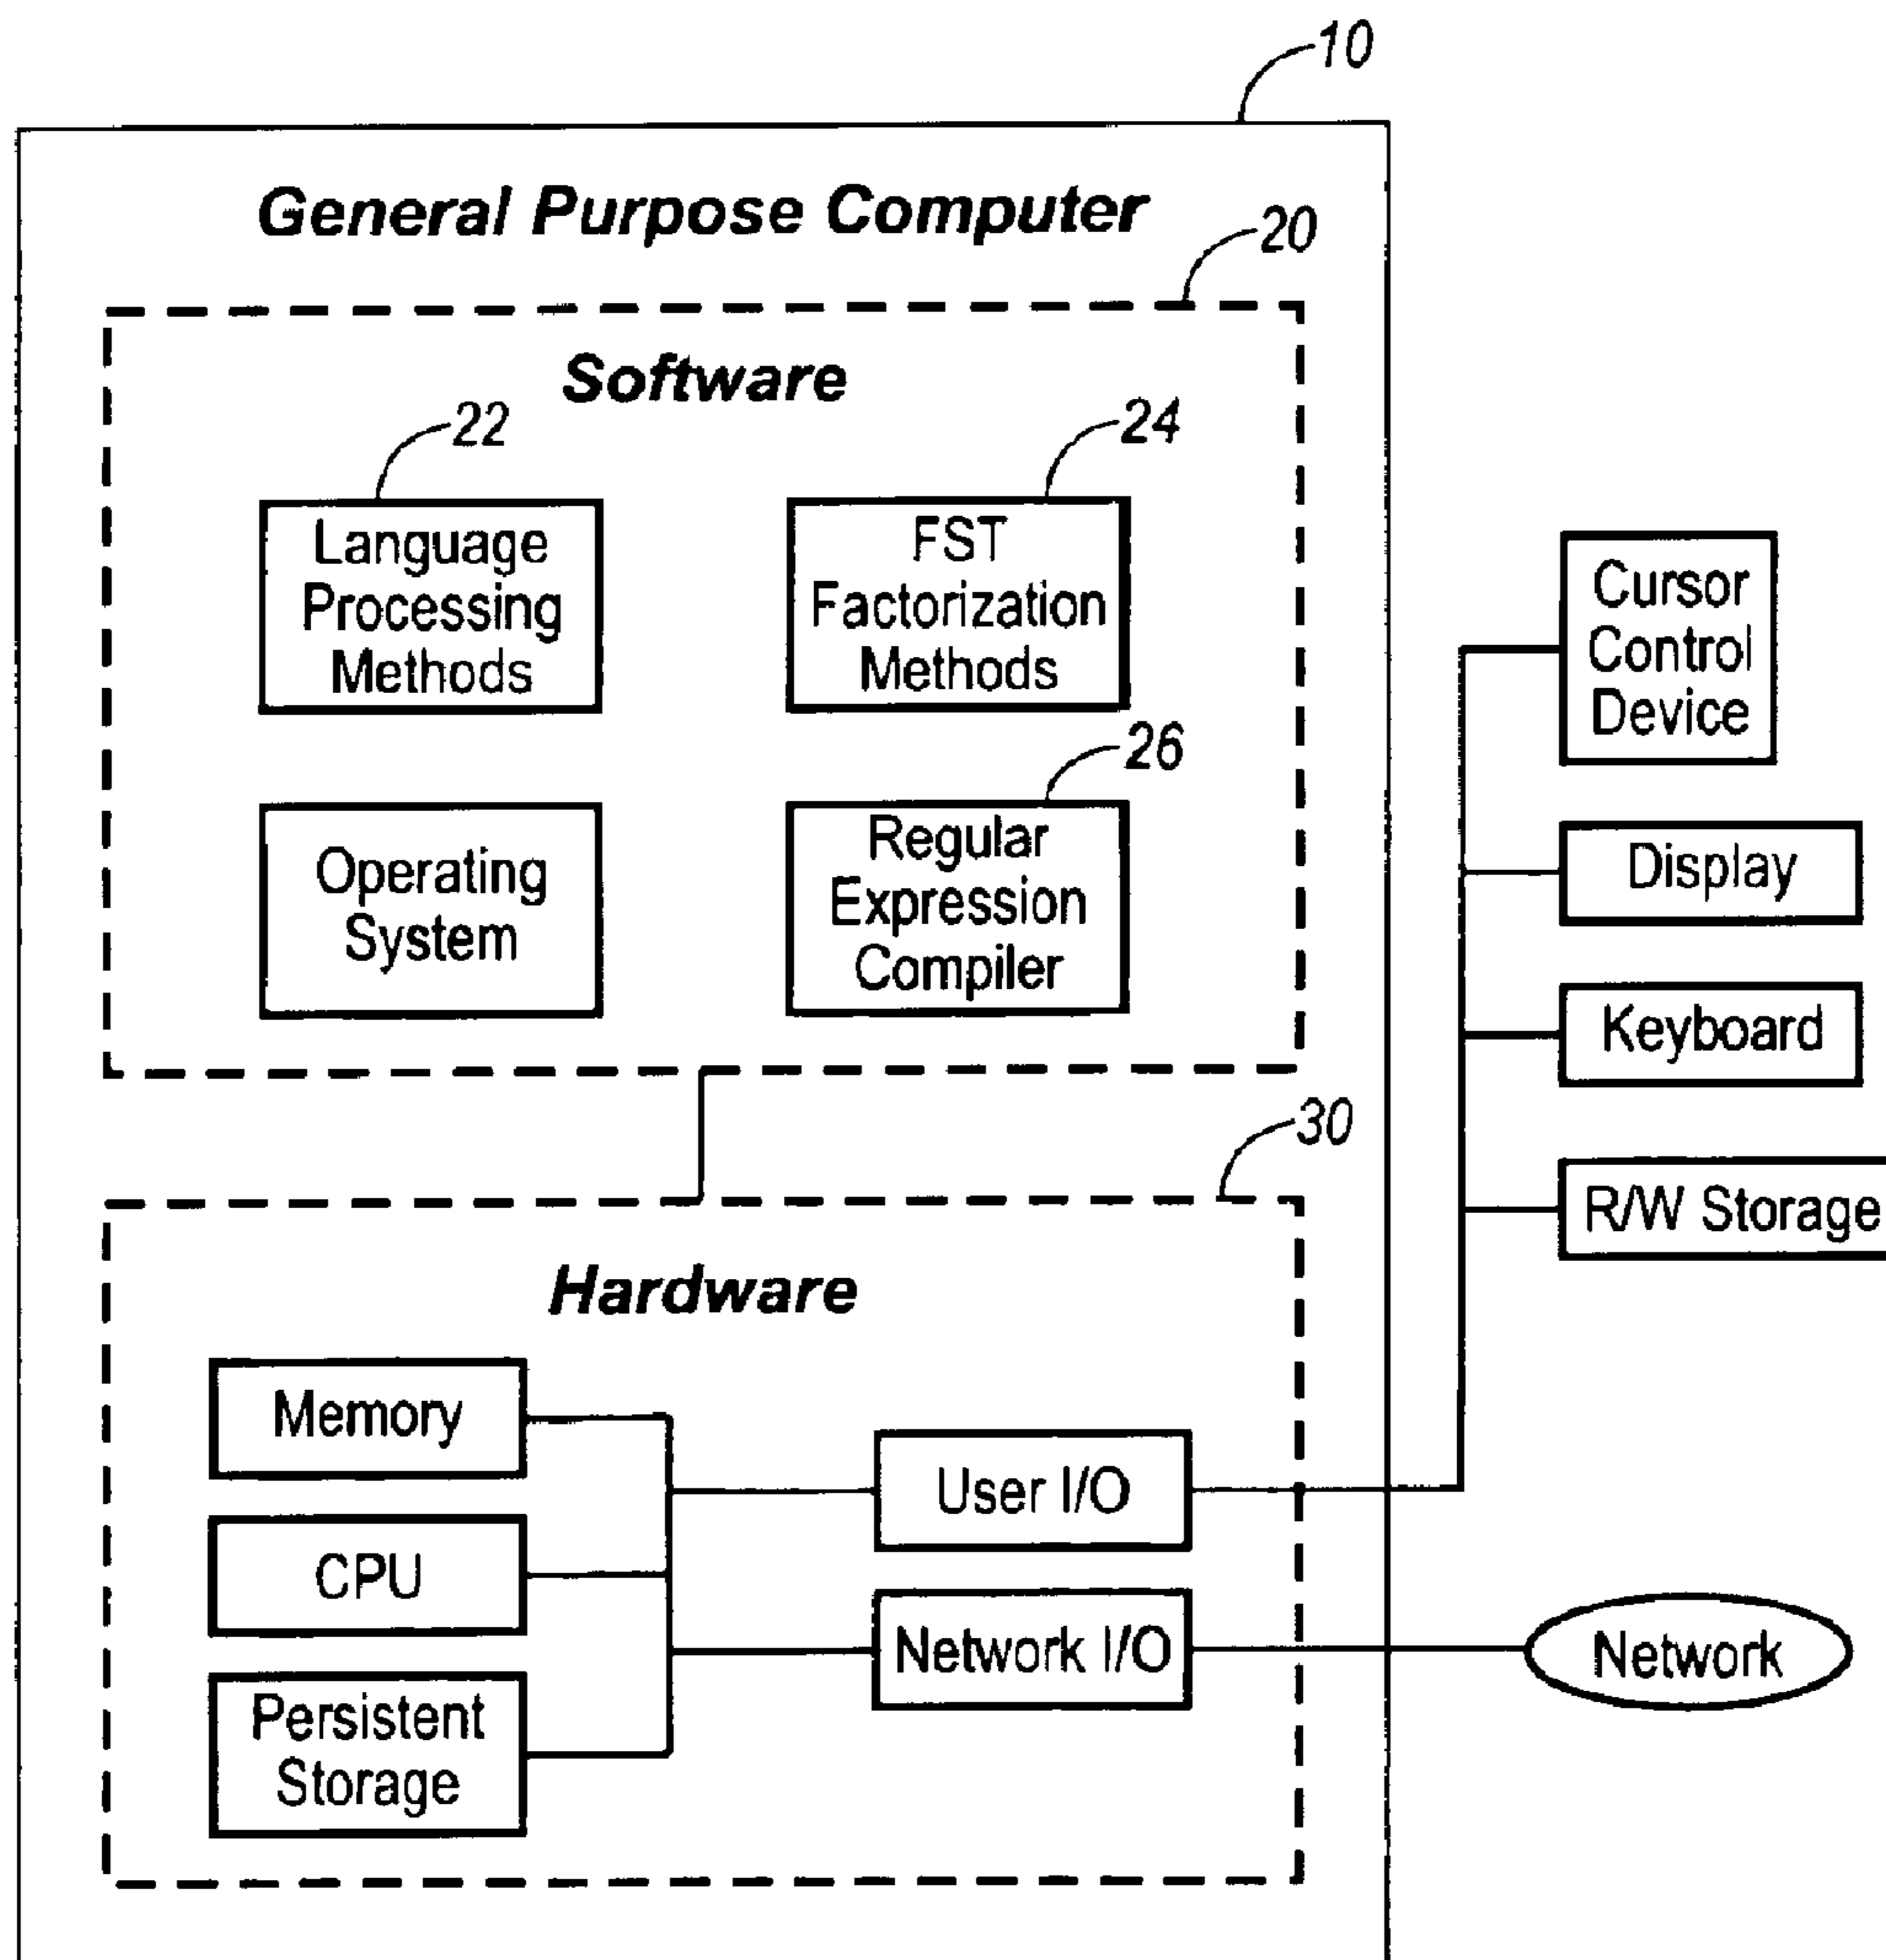 10
General Purpose Computer
20
Software
22
Language
Processing
Methods
24
FST
Factorization
Methods
Operating
System
26
Regular
Expression
Compiler
30
Hardware
Memory
CPU
Persistent
Storage
User I/O
Network I/O
Cursor
Control
Device
Display
Keyboard
R/W Storage
Network